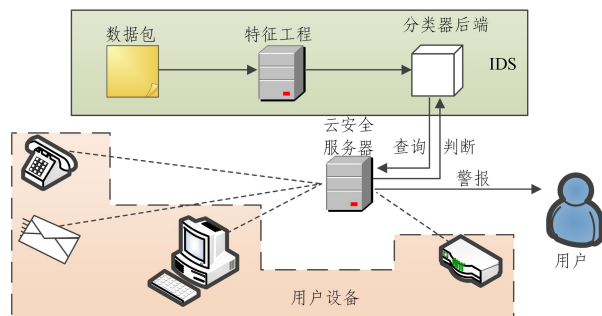 数据包
特征工程
分类器后端
IDS
云安全
服务器
查询
判断
警报
用户
用户设备